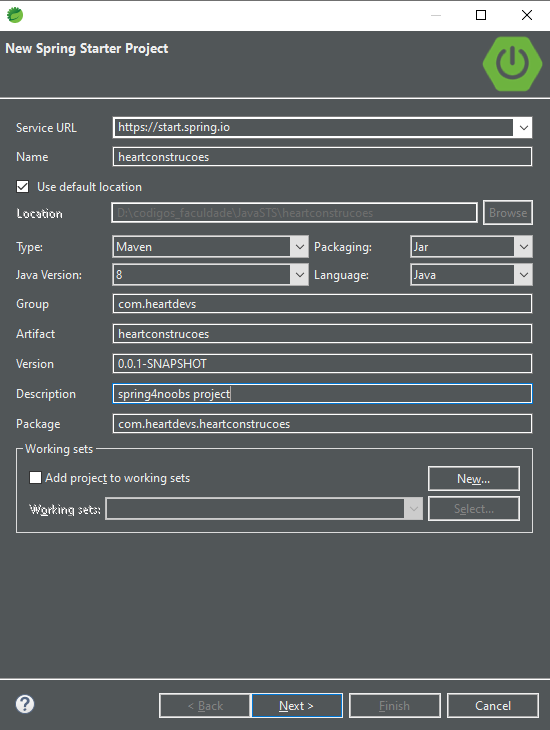 New Spring Starter Project
Service URL https://start.spring.io
Name heartconstrucoes
Use default location
Location D:\codigos_faculdade\JavaSTS\heartconstrucoes Browse
Type: Maven Packaging: Jar
Java Version: 8 Language: Java
Group com.heartdevs
Artifact heartconstrucoes
Version 0.0.1-SNAPSHOT
Description spring4noobs project
Package com.heartdevs.heartconstrucoes
Working sets
Add project to working sets New...
Working sets: Select...
? < Back Next > Finish Cancel